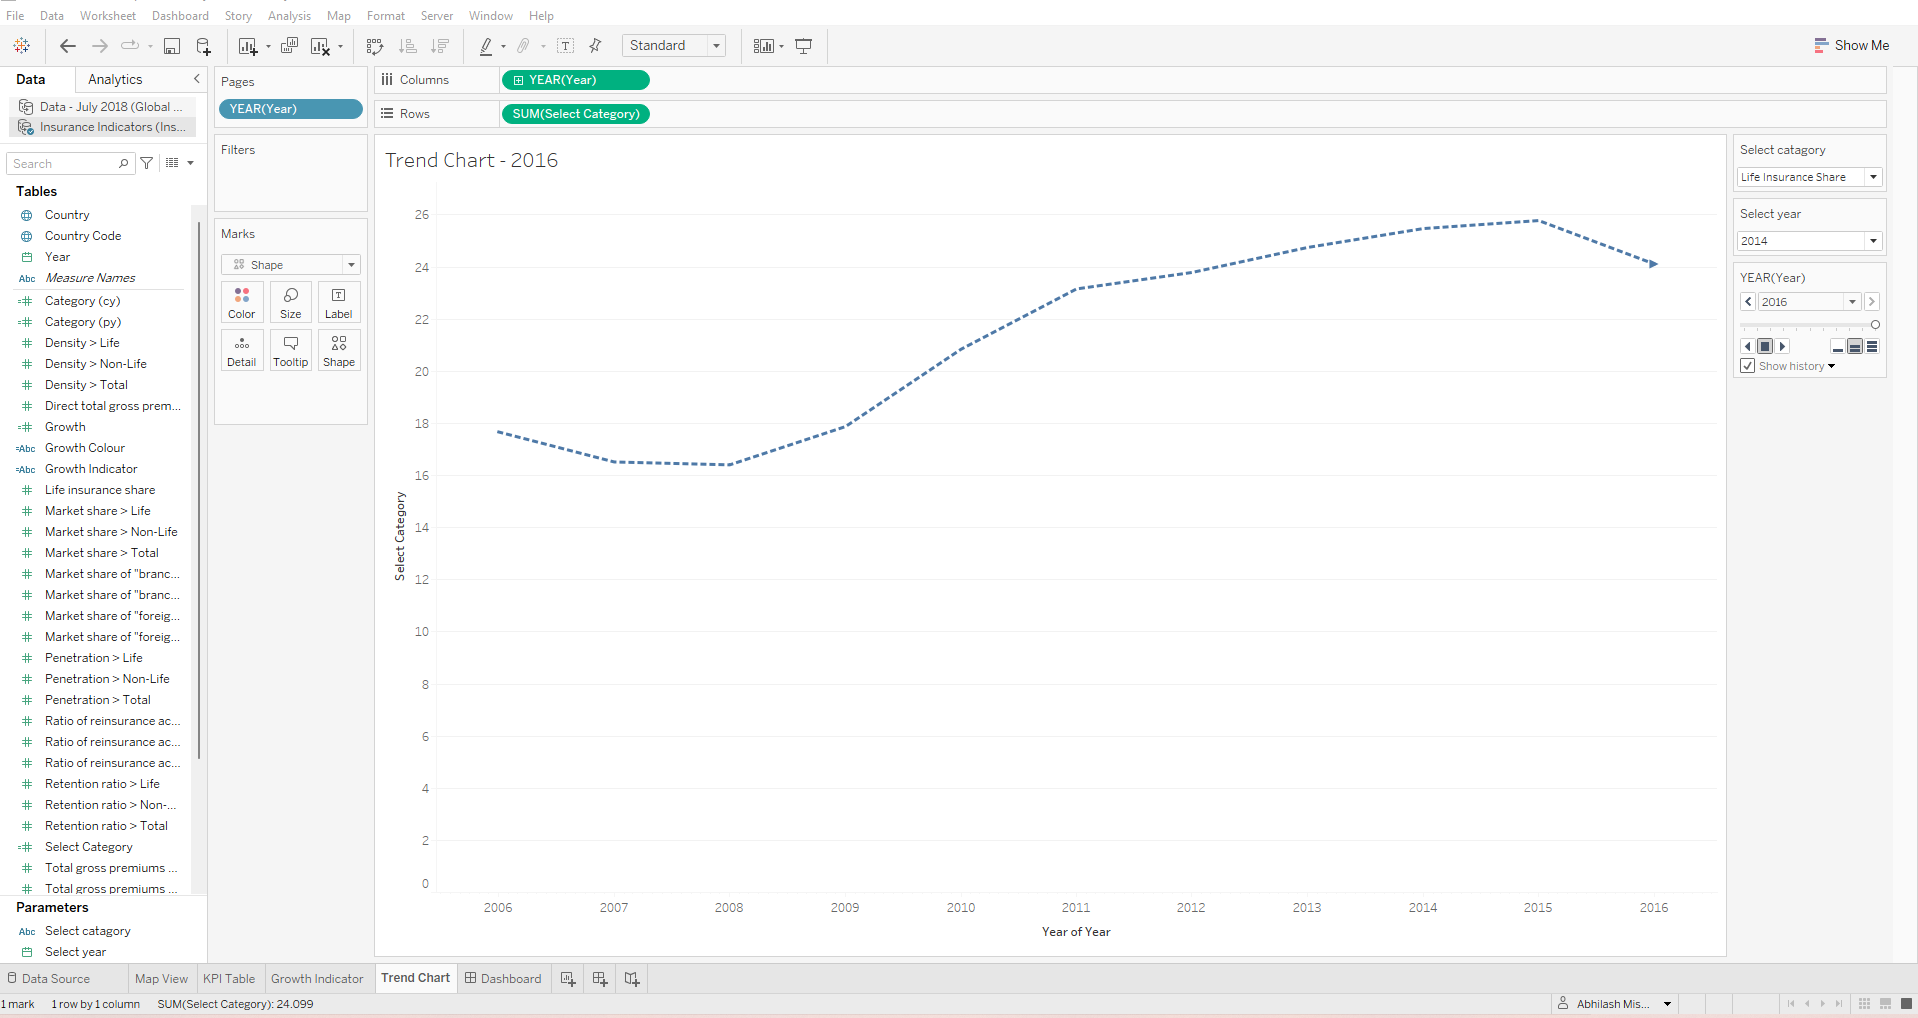 File Data Worksheet Dashboard Story Analysis Map Format Server Window Help
Standard
Show Me
Data Analytics
Data - July 2018 (Global ...
Insurance Indicators (Ins...
Search
Tables
Country
Country Code
Year
Abc Measure Names
Category (cy)
Category (py)
Density > Life
Density > Non-Life
Density > Total
Direct total gross prem...
Growth
=Abc Growth Colour
=Abc Growth Indicator
Life insurance share
Market share > Life
Market share > Non-Life
Market share > Total
Market share of "branc...
Market share of "branc...
Market share of "foreig...
Market share of "foreig...
Penetration > Life
Penetration > Non-Life
Penetration > Total
Ratio of reinsurance ac...
Ratio of reinsurance ac...
Ratio of reinsurance ac...
Retention ratio > Life
Retention ratio > Non-...
Retention ratio > Total
Select Category
Total gross premiums ...
Total gross premiums ...
Parameters
Abc Select catagory
Select year
Pages
YEAR(Year)
Filters
Marks
Shape
Color Size Label
Detail Tooltip Shape
Columns YEAR(Year)
Rows SUM(Select Category)
Trend Chart - 2016
26
24
22
20
18
16
14
12
10
8
6
4
2
0
Select Category
2006 2007 2008 2009 2010 2011 2012 2013 2014 2015 2016
Year of Year
Select catagory
Life Insurance Share
Select year
2014
YEAR(Year)
2016
Show history
Data Source Map View KPI Table Growth Indicator Trend Chart Dashboard
1 mark 1 row by 1 column SUM(Select Category): 24.099
Abhilash Mis...